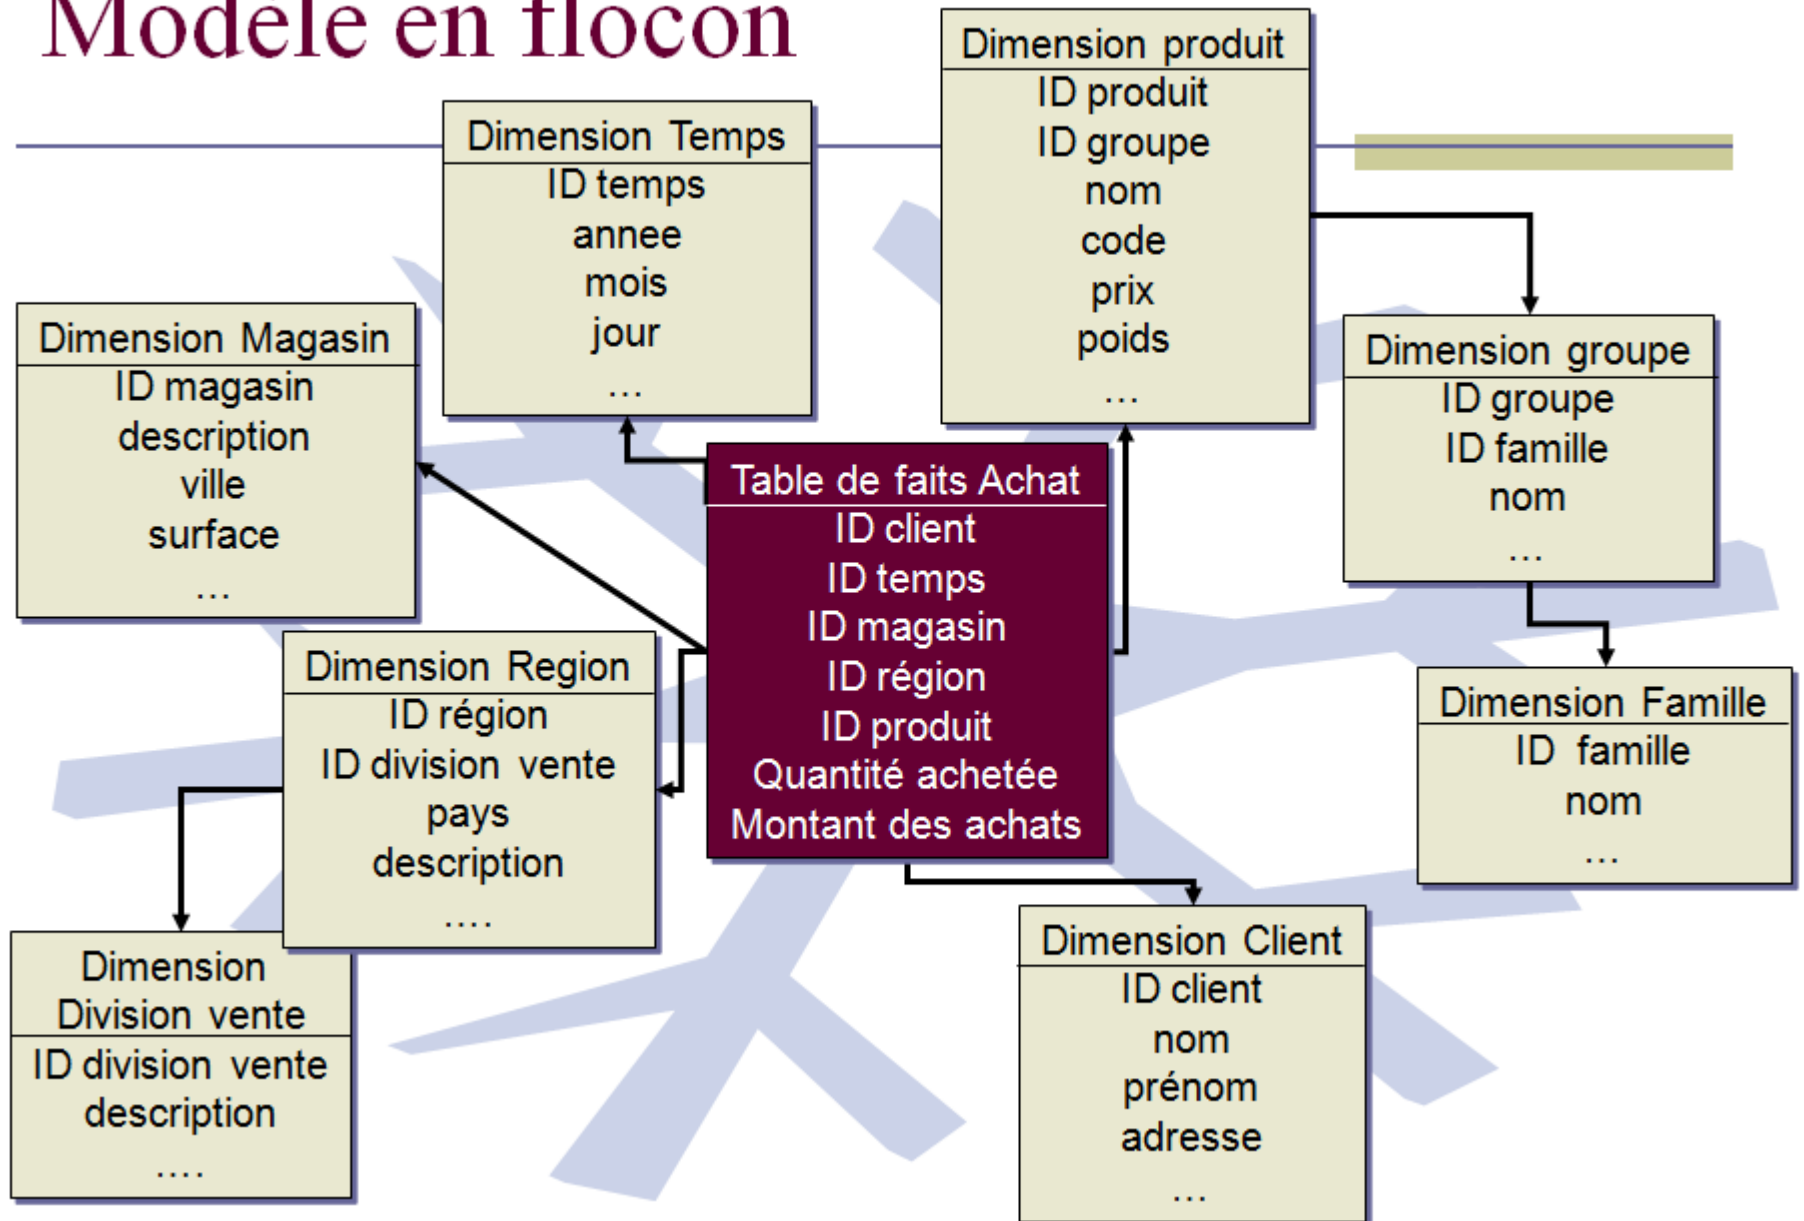 Modèle en flocon
Dimension produit
ID produit
ID groupe
nom
code
prix
poids
...
Dimension Temps
ID temps
annee
mois
jour
...
Dimension Magasin
ID magasin
description
ville
surface
...
Dimension groupe
ID groupe
ID famille
nom
...
Table de faits Achat
ID client
ID temps
ID magasin
ID région
ID produit
Quantité achetée
Montant des achats
Dimension Region
ID région
ID division vente
pays
description
....
Dimension Famille
ID famille
nom
...
Dimension
Division vente
ID division vente
description
....
Dimension Client
ID client
nom
prénom
adresse
...